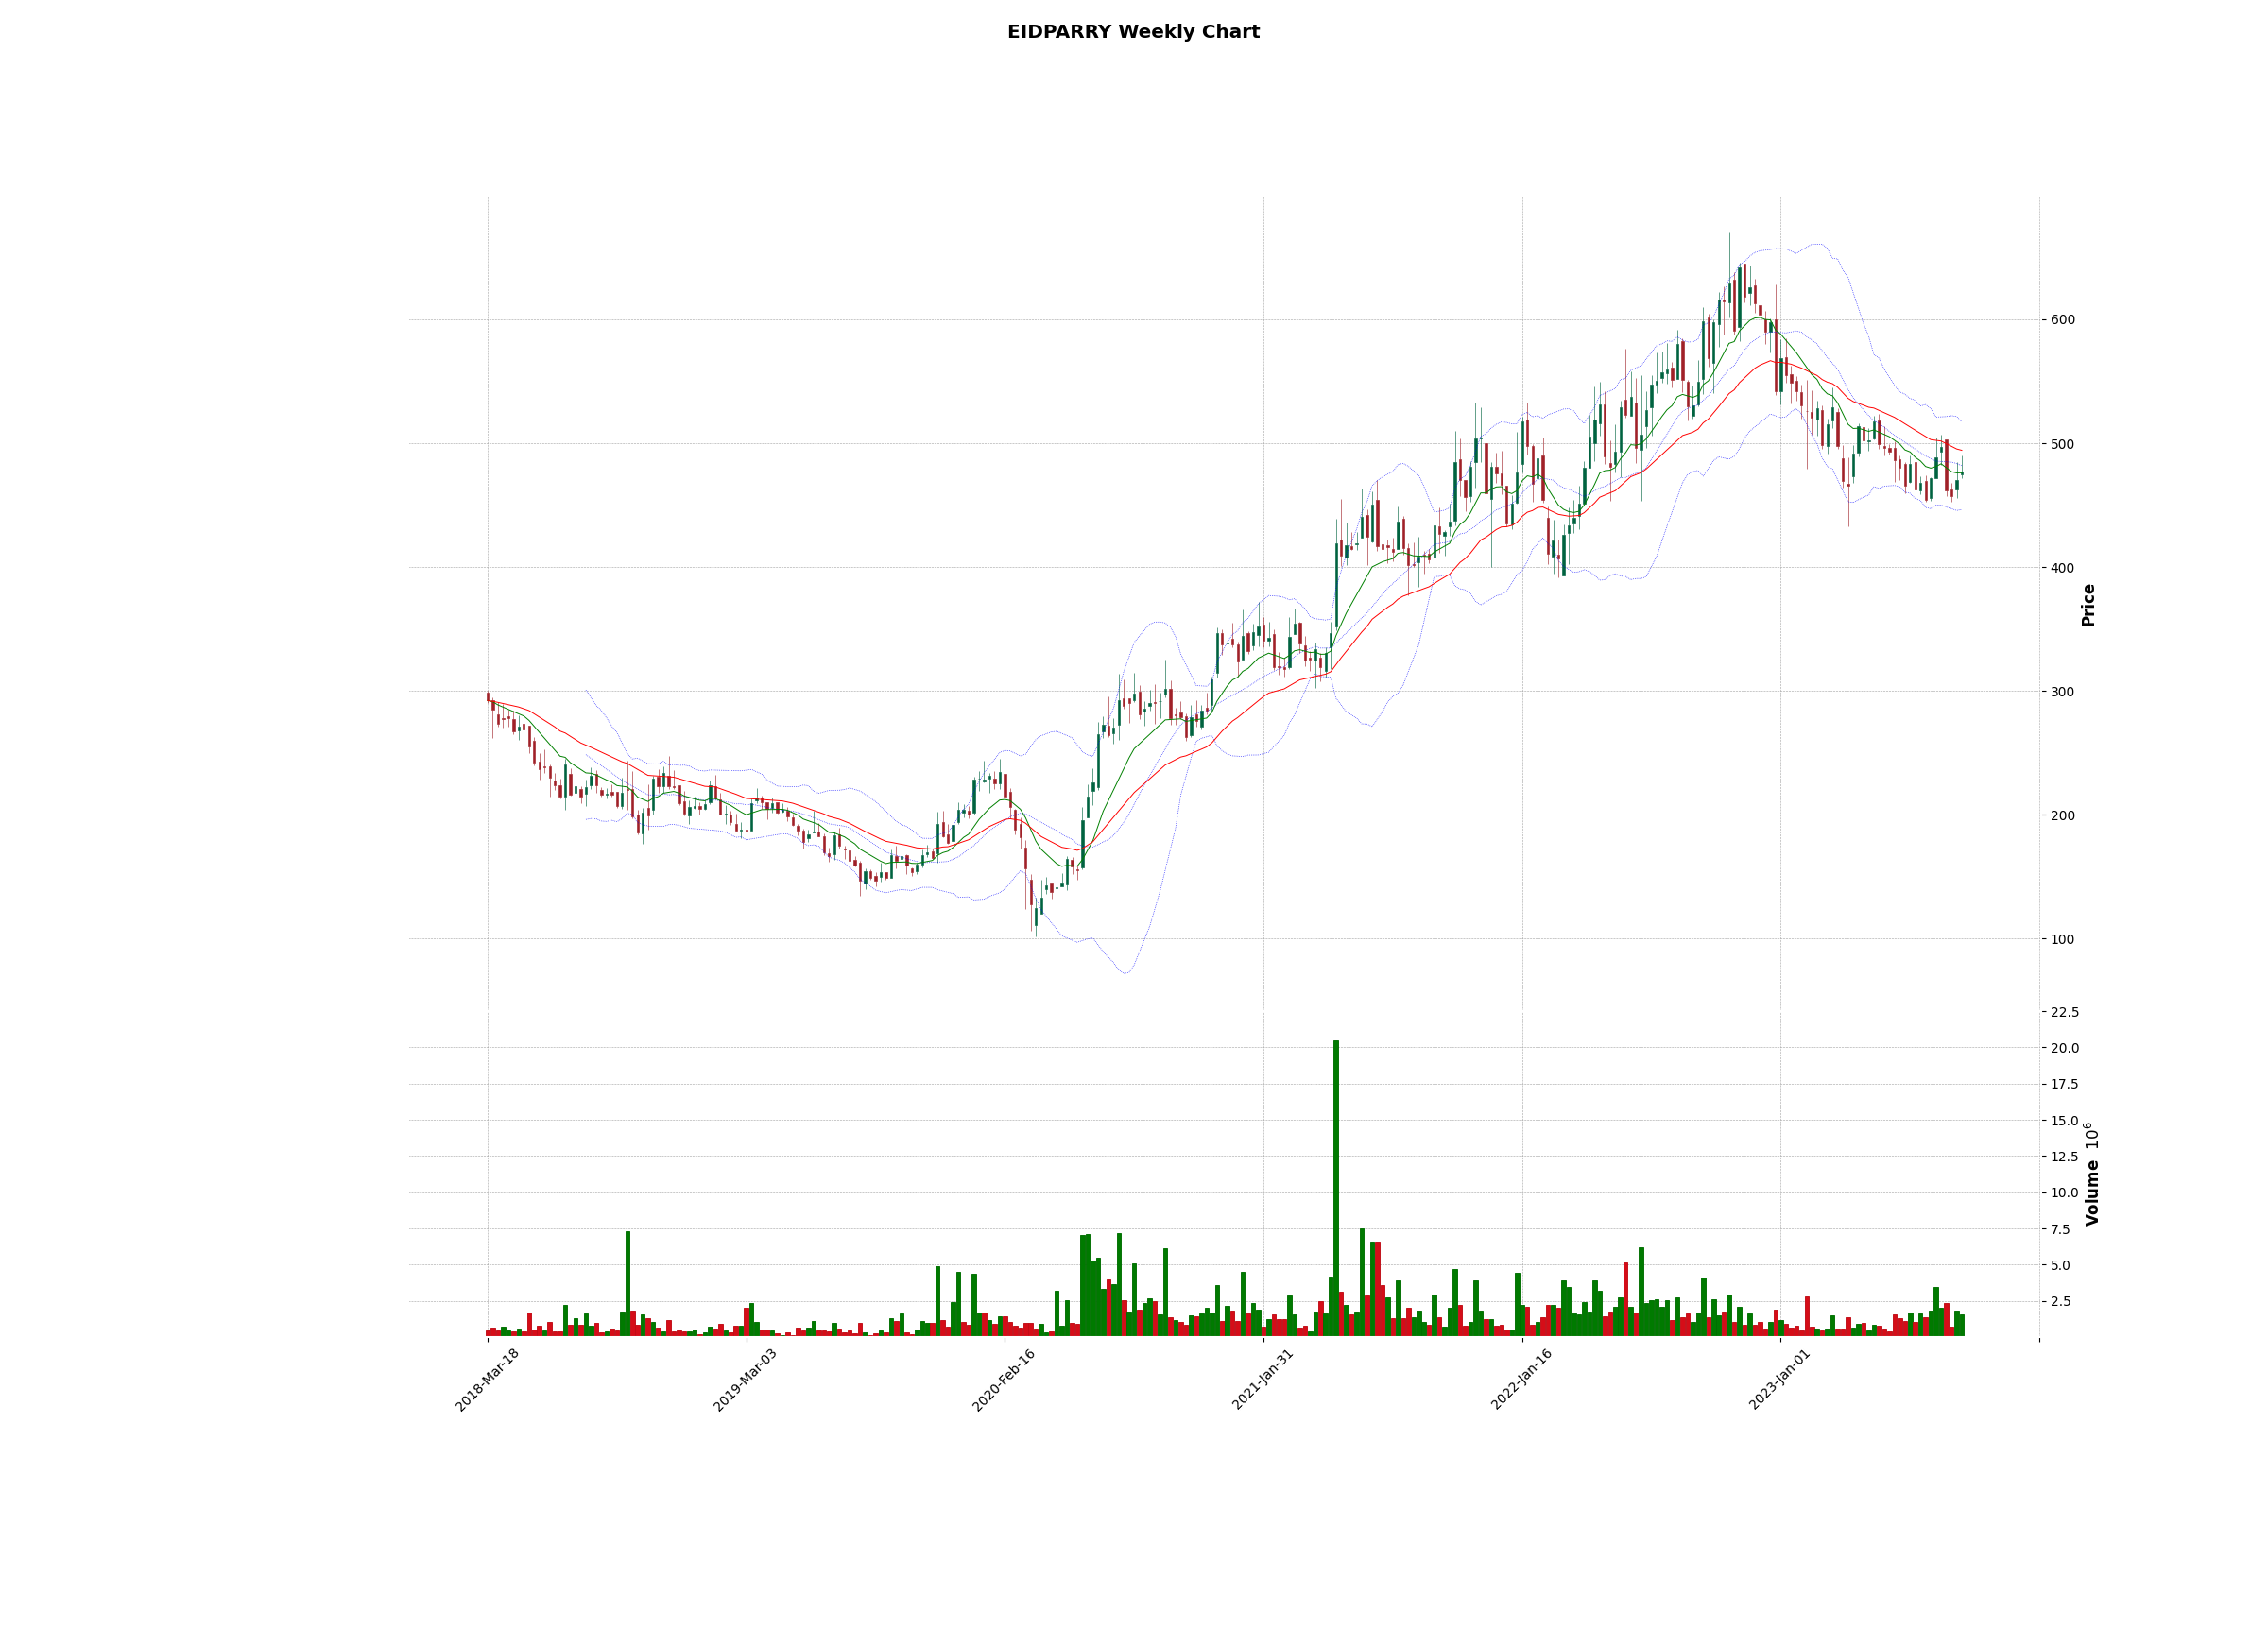 EIDPARRY Weekly Chart
600
500
400
300
200
100
Price
22.5
20.0
17.5
15.0
12.5
10.0
7.5
5.0
2.5
Volume 10^6
2018-Mar-18
2019-Mar-03
2020-Feb-16
2021-Jan-31
2022-Jan-16
2023-Jan-01